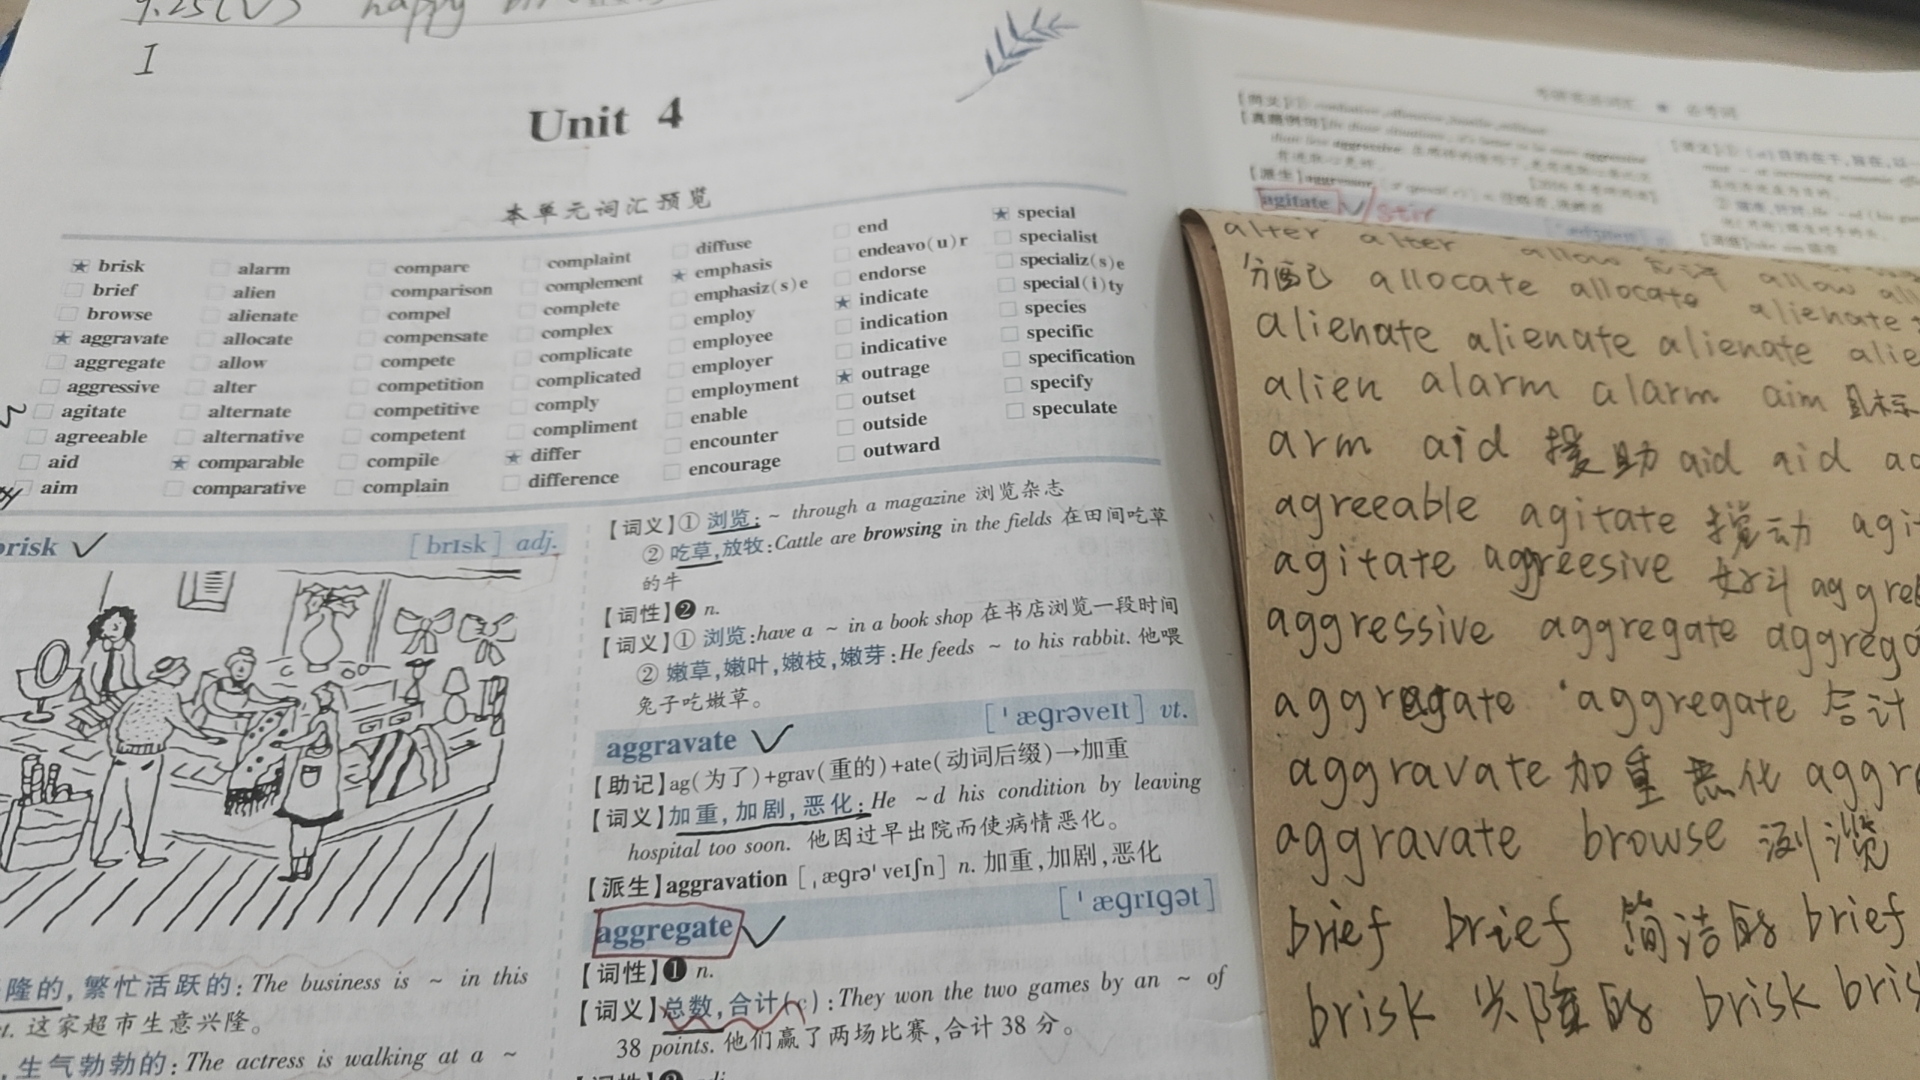 9.25(V) happy
I
Unit 4
本单元词汇预览
brisk
brief
browse
aggravate
aggregate
aggressive
agitate
agreeable
aid
aim
alarm
alien
alienate
allocate
allow
alter
alternate
alternative
comparable
comparative
compare
comparison
compel
compensate
compete
competition
competitive
competent
compile
complain
complaint
complement
complete
complex
complicate
complicated
comply
compliment
differ
difference
diffuse
emphasis
emphasiz(s)e
employ
employee
employer
employment
enable
encounter
encourage
end
endeavo(u)r
endorse
indicate
indication
indicative
outrage
outset
outside
outward
special
specialist
specializ(s)e
special(i)ty
species
specific
specification
specify
speculate
brisk [brɪsk] adj.
隆的,繁忙活跃的:The business is ~ in this
t. 这家超市生意兴隆。
,生气勃勃的:The actress is walking at a ~
【词义】① 浏览:~ through a magazine 浏览杂志
② 吃草,放牧:Cattle are browsing in the fields 在田间吃草
的牛
【词性】❷ n.
【词义】① 浏览:have a ~ in a book shop 在书店浏览一段时间
② 嫩草,嫩叶,嫩枝,嫩芽:He feeds ~ to his rabbit. 他喂
兔子吃嫩草。
aggravate [ˈæɡrəveɪt] vt.
【助记】ag(为了)+grav(重的)+ate(动词后缀)→加重
【词义】加重,加剧,恶化:He ~d his condition by leaving
hospital too soon. 他因过早出院而使病情恶化。
【派生】aggravation [ˌæɡrəˈveɪʃn] n. 加重,加剧,恶化
aggregate [ˈæɡrɪɡət]
【词性】❶ n.
【词义】总数,合计( ):They won the two games by an ~ of
38 points. 他们赢了两场比赛,合计 38 分。
【真题例句】
【派生】aggressor
agitate stir
alter alter allow allow
分配 allocate allocate alienate
alienate alienate alienate
alien alarm alarm aim 目标
arm aid 援助 aid aid
agreeable agitate 搅动
agitate aggreesive 好斗
aggressive aggregate
aggregate aggregate 合计
aggravate 加重 恶化
aggravate browse 浏览
brief brief 简洁的 brief
brisk 兴隆的 brisk